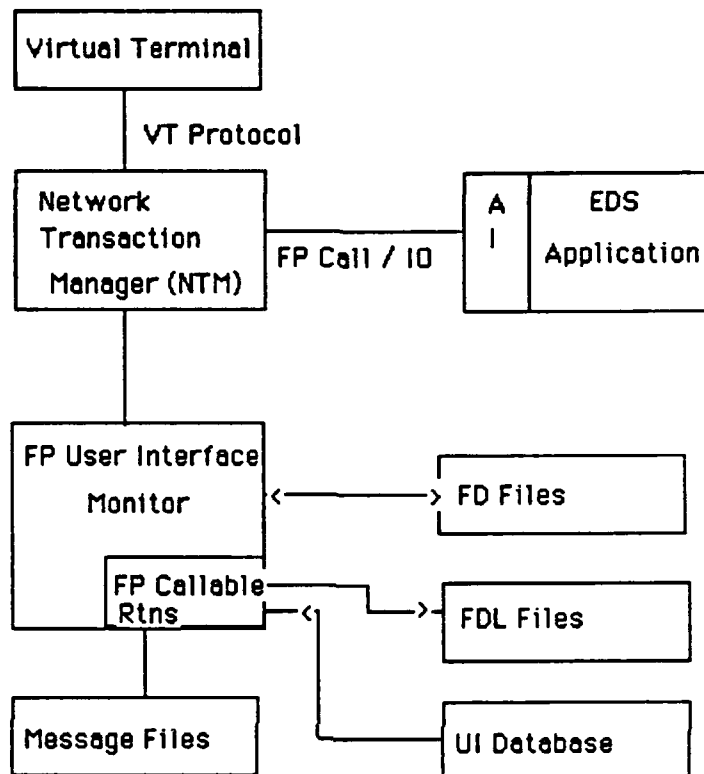 Virtual Terminal
VT Protocol
Network
Transaction
Manager (NTM)
FP Call / IO
A
I
EDS
Application
FP User Interface
Monitor
FD Files
FP Callable
Rtns
FDL Files
Message Files
UI Database